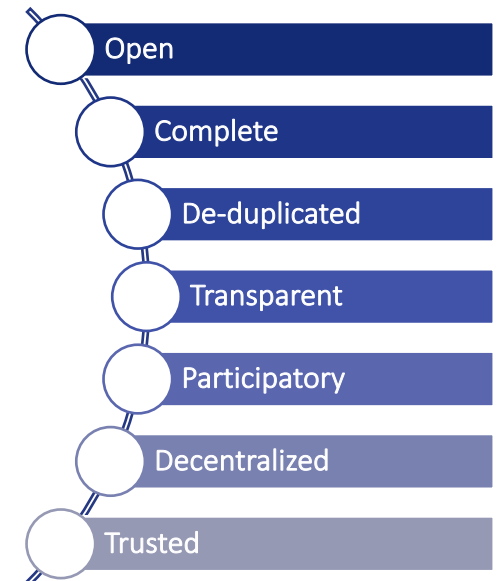 Open
Complete
De-duplicated
Transparent
Participatory
Decentralized
Trusted